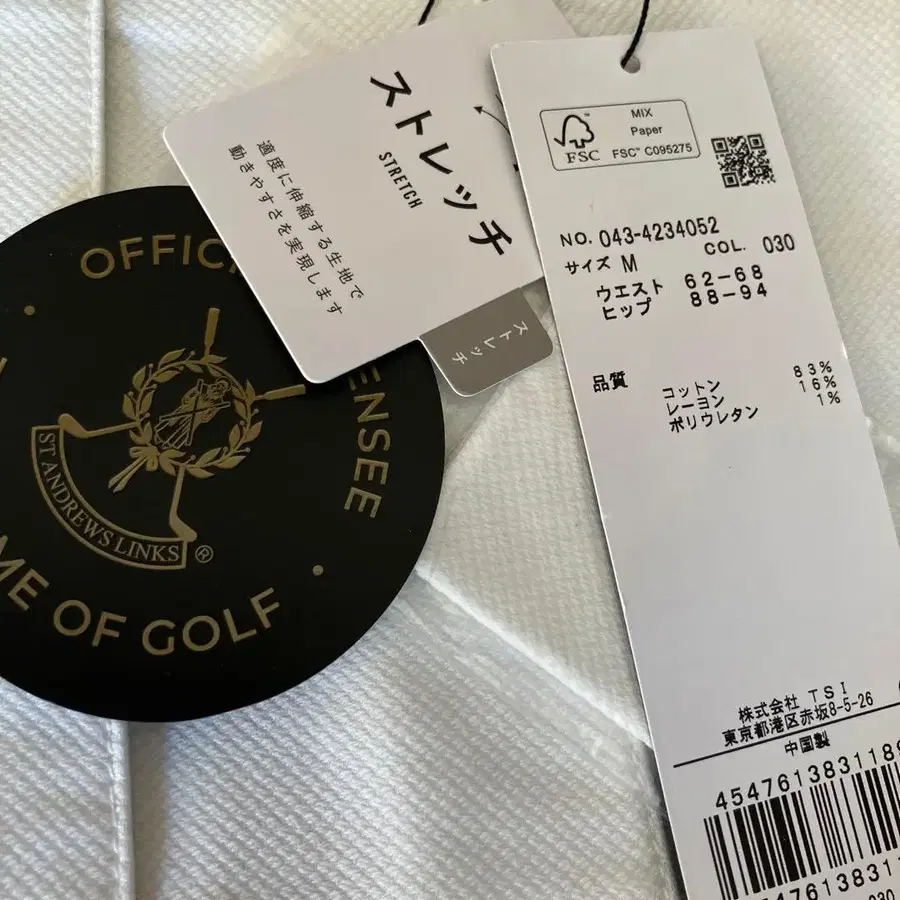 OFFIC
ENSEE
ST ANDREWS LINKS ®
ME OF GOLF
ストレッチ
STRETCH
適度に伸縮する生地で
動きやすさを実現します
ストレッチ
FSC™
MIX
Paper
FSC™ C095275
NO. 043-4234052
COL. 030
サイズ M
ウエスト 62-68
ヒップ 88-94
品質
コットン 83%
レーヨン 16%
ポリウレタン 1%
株式会社 TSI
東京都港区赤坂8-5-26
中国製
454761383118
476138311
030